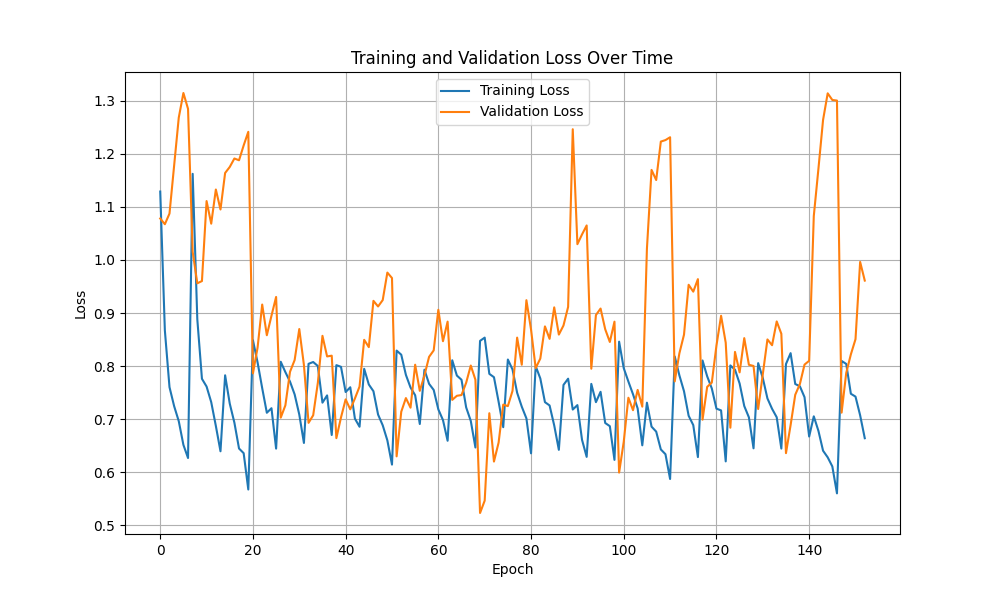 Training and Validation Loss Over Time
Training Loss
Validation Loss
1.3
1.2
1.1
1.0
0.9
0.8
0.7
0.6
0.5
Loss
0 20 40 60 80 100 120 140
Epoch